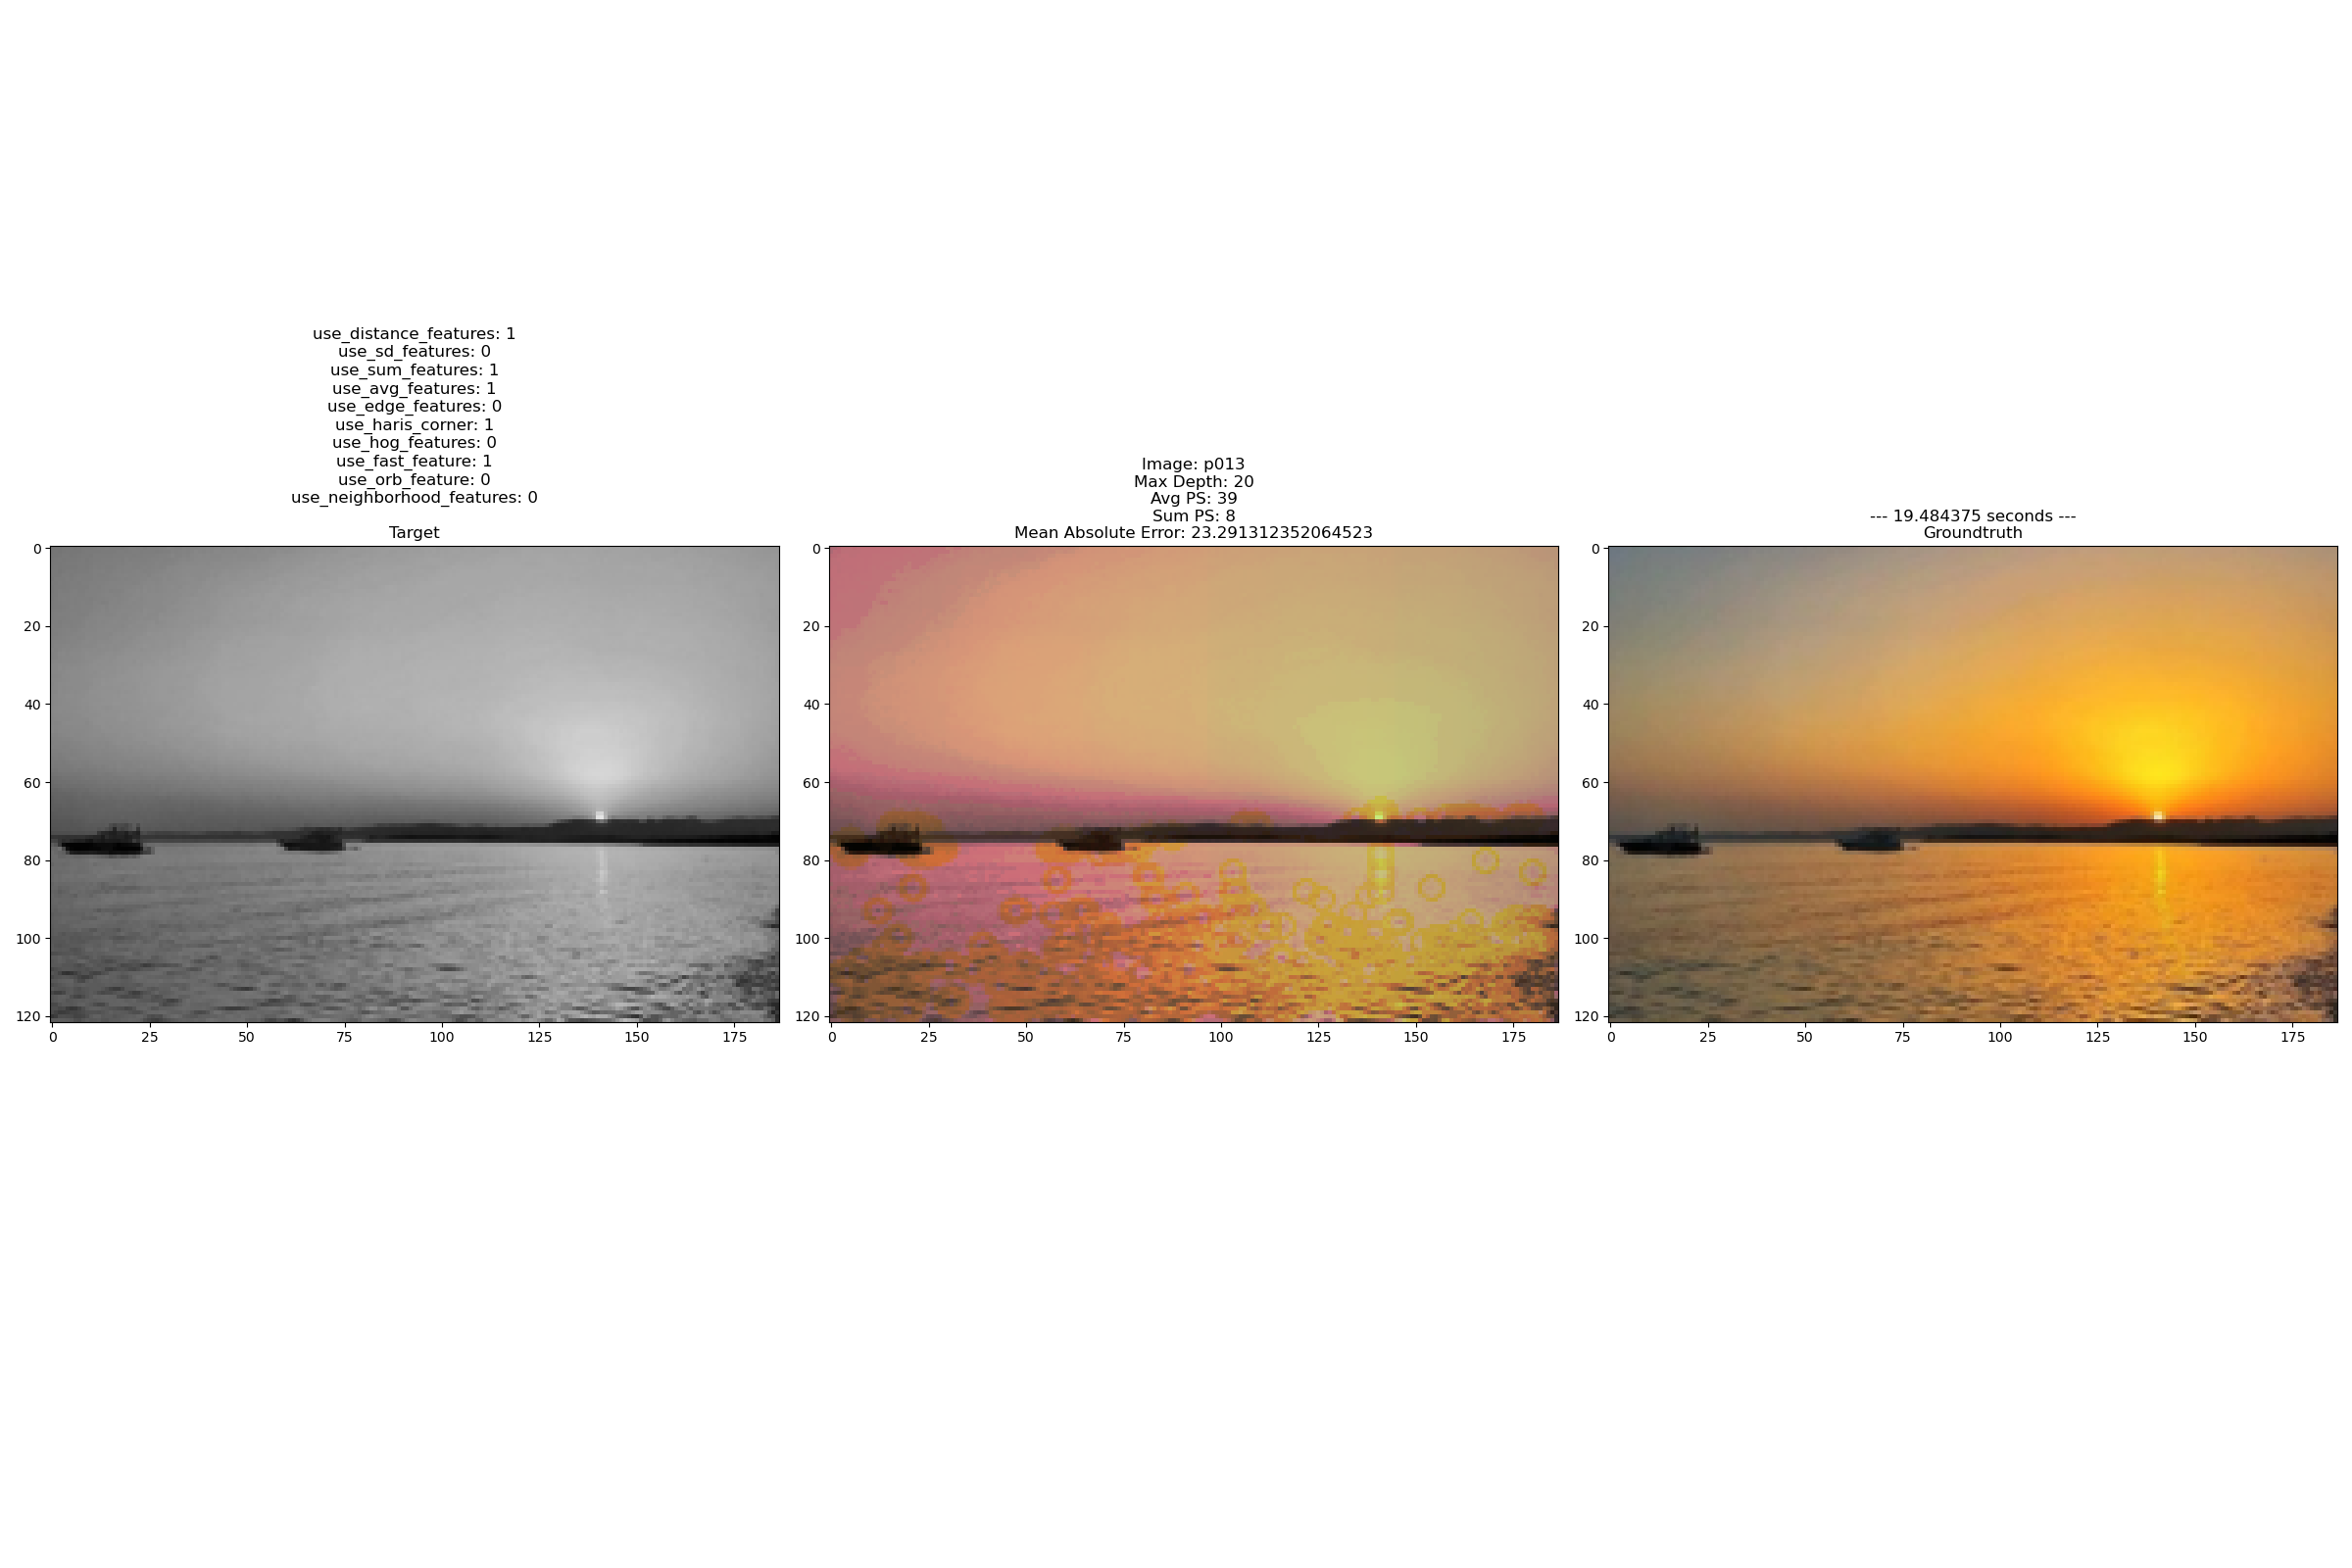 use_distance_features: 1
use_sd_features: 0
use_sum_features: 1
use_avg_features: 1
use_edge_features: 0
use_haris_corner: 1
use_hog_features: 0
use_fast_feature: 1
use_orb_feature: 0
use_neighborhood_features: 0
Target
0
20
40
60
80
100
120
0 25 50 75 100 125 150 175
Image: p013
Max Depth: 20
Avg PS: 39
Sum PS: 8
Mean Absolute Error: 23.291312352064523
0
20
40
60
80
100
120
0 25 50 75 100 125 150 175
--- 19.484375 seconds ---
Groundtruth
0
20
40
60
80
100
120
0 25 50 75 100 125 150 175